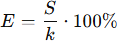 E = S/k · 100%